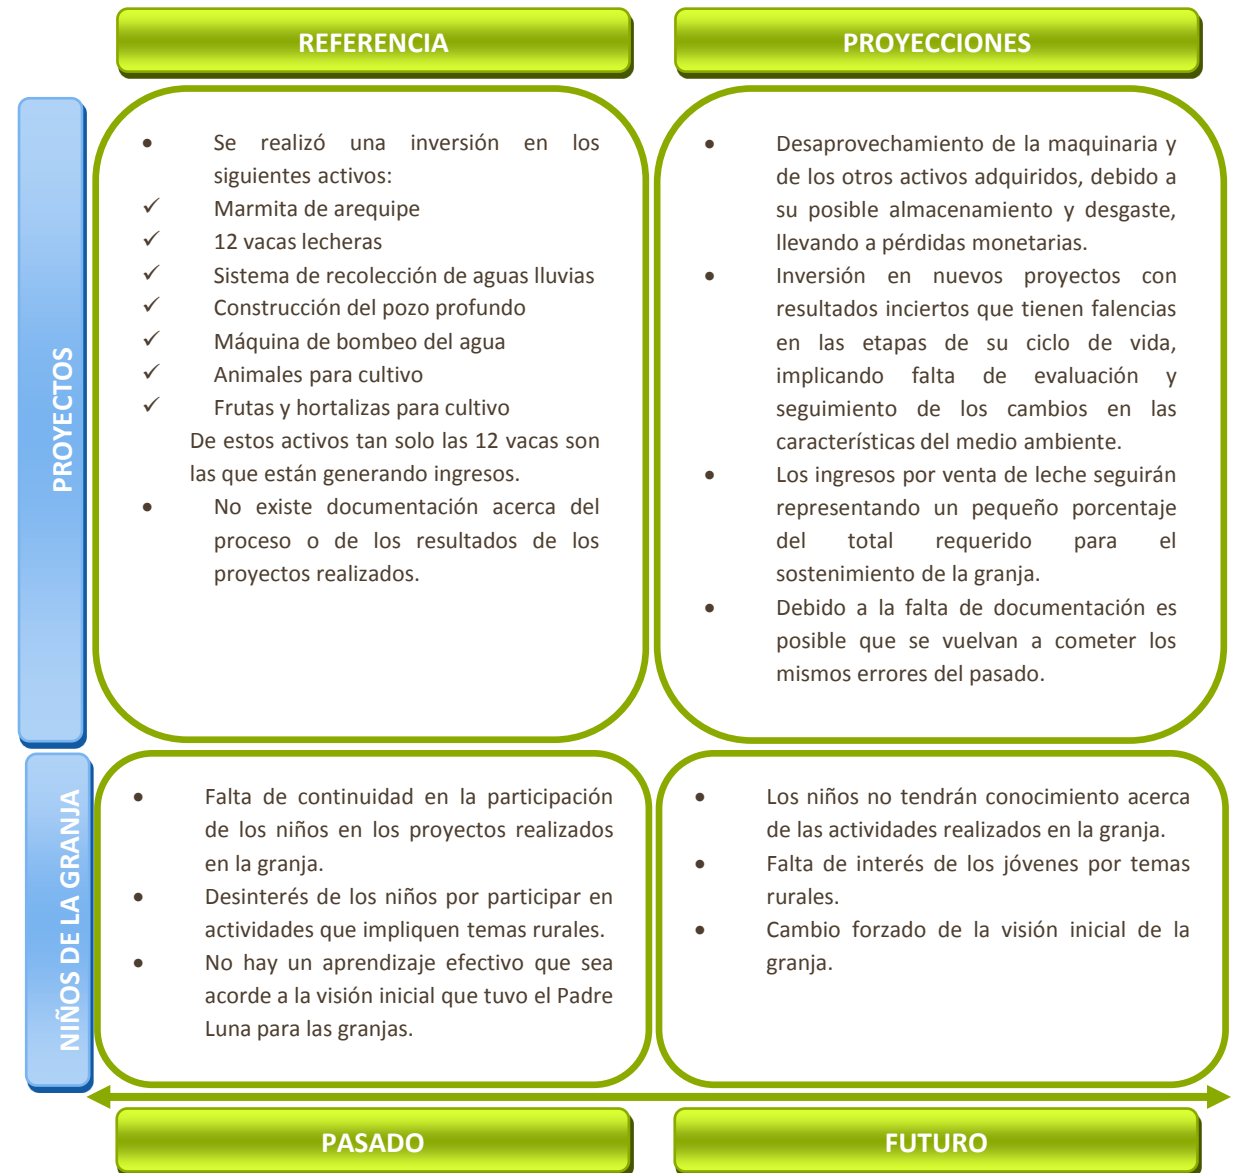 REFERENCIA
PROYECCIONES
PROYECTOS
• Se realizó una inversión en los
siguientes activos:
✓ Marmita de arequipe
✓ 12 vacas lecheras
✓ Sistema de recolección de aguas lluvias
✓ Construcción del pozo profundo
✓ Máquina de bombeo del agua
✓ Animales para cultivo
✓ Frutas y hortalizas para cultivo
De estos activos tan solo las 12 vacas son
las que están generando ingresos.
• No existe documentación acerca del
proceso o de los resultados de los
proyectos realizados.
• Desaprovechamiento de la maquinaria y
de los otros activos adquiridos, debido a
su posible almacenamiento y desgaste,
llevando a pérdidas monetarias.
• Inversión en nuevos proyectos con
resultados inciertos que tienen falencias
en las etapas de su ciclo de vida,
implicando falta de evaluación y
seguimiento de los cambios en las
características del medio ambiente.
• Los ingresos por venta de leche seguirán
representando un pequeño porcentaje
del total requerido para el
sostenimiento de la granja.
• Debido a la falta de documentación es
posible que se vuelvan a cometer los
mismos errores del pasado.
NIÑOS DE LA GRANJA
• Falta de continuidad en la participación
de los niños en los proyectos realizados
en la granja.
• Desinterés de los niños por participar en
actividades que impliquen temas rurales.
• No hay un aprendizaje efectivo que sea
acorde a la visión inicial que tuvo el Padre
Luna para las granjas.
• Los niños no tendrán conocimiento acerca
de las actividades realizados en la granja.
• Falta de interés de los jóvenes por temas
rurales.
• Cambio forzado de la visión inicial de la
granja.
PASADO
FUTURO